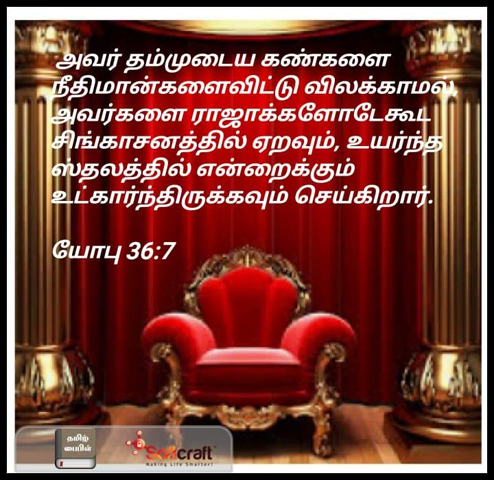 அவர் தம்முடைய கண்களை
நீதிமான்களைவிட்டு விலக்காமல்,
அவர்களை ராஜாக்களோடேகூட
சிங்காசனத்தில் ஏறவும், உயர்ந்த
ஸ்தலத்தில் என்றைக்கும்
உட்கார்ந்திருக்கவும் செய்கிறார்.
யோபு 36:7
தமிழ்
பைபிள்
Softcraft
Making Life Smarter!